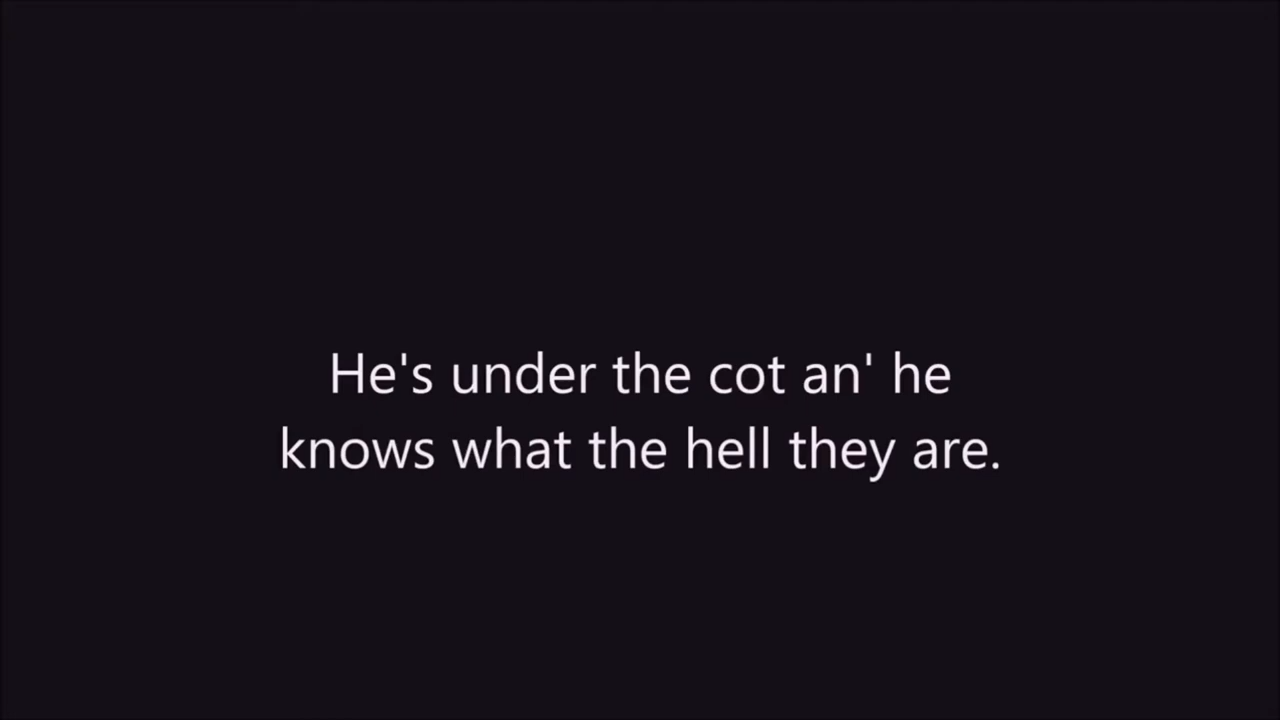 He's under the cot an' he
knows what the hell they are.